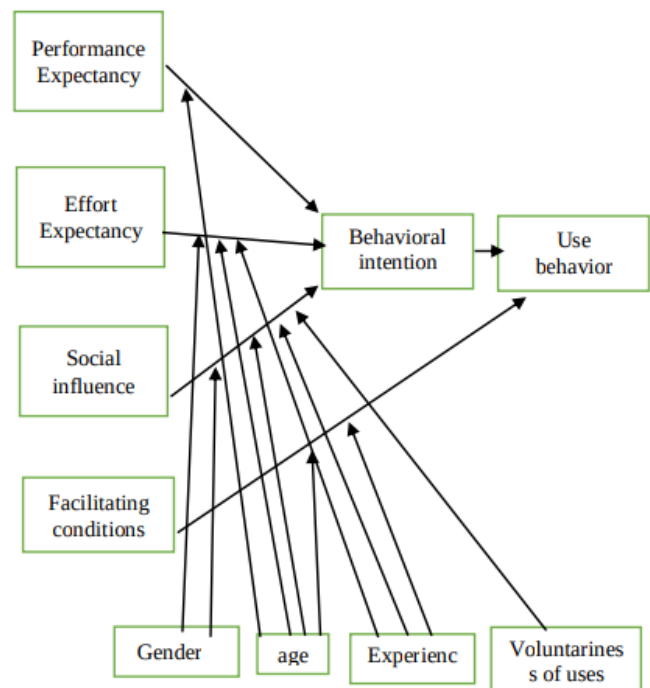 Performance
Expectancy
Effort
Expectancy
Behavioral
intention
Use
behavior
Social
influence
Facilitating
conditions
Gender
age
Experienc
Voluntarines
s of uses